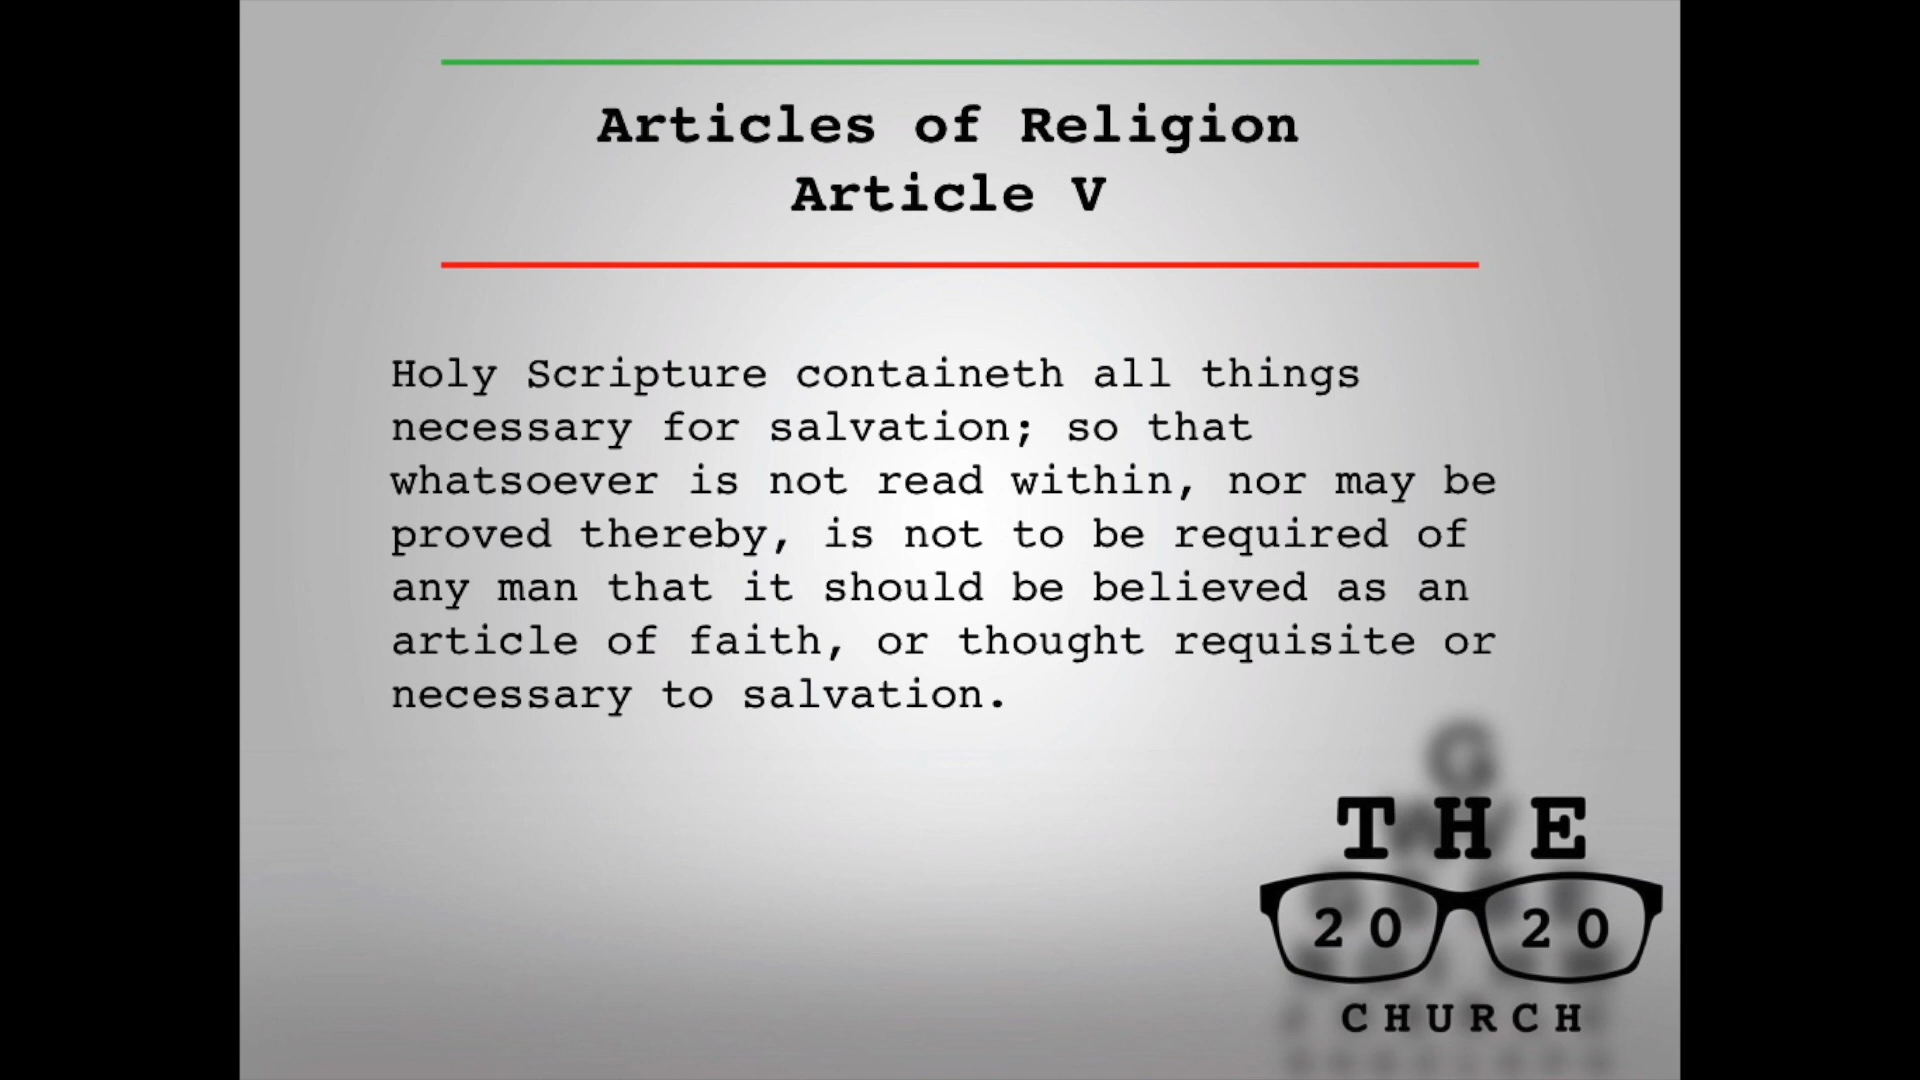 Articles of Religion
Article V
Holy Scripture containeth all things
necessary for salvation; so that
whatsoever is not read within, nor may be
proved thereby, is not to be required of
any man that it should be believed as an
article of faith, or thought requisite or
necessary to salvation.
G
THE
20 20
CHURCH